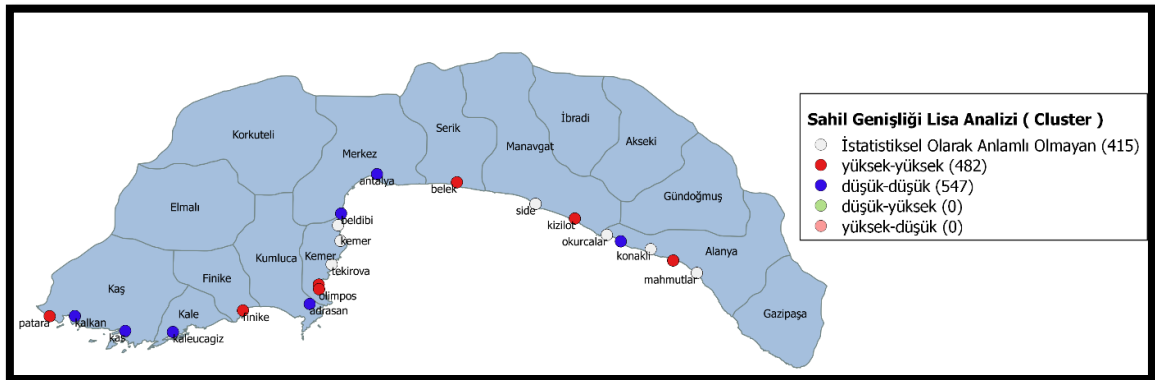 Sahil Genişliği Lisa Analizi ( Cluster )
İstatistiksel Olarak Anlamlı Olmayan (415)
yüksek-yüksek (482)
düşük-düşük (547)
düşük-yüksek (0)
yüksek-düşük (0)
Korkuteli
Merkez
Serik
Manavgat
İbradi
Akseki
Gündoğmuş
Elmalı
antalya
belek
side
kizilot
okurcalar
konakli
Alanya
mahmutlar
Gazipaşa
beldibi
kemer
Kemer
tekirova
Kumluca
Finike
Kaş
Kale
olimpos
adrasan
finike
patara
kalkan
kaş
kaleucagiz